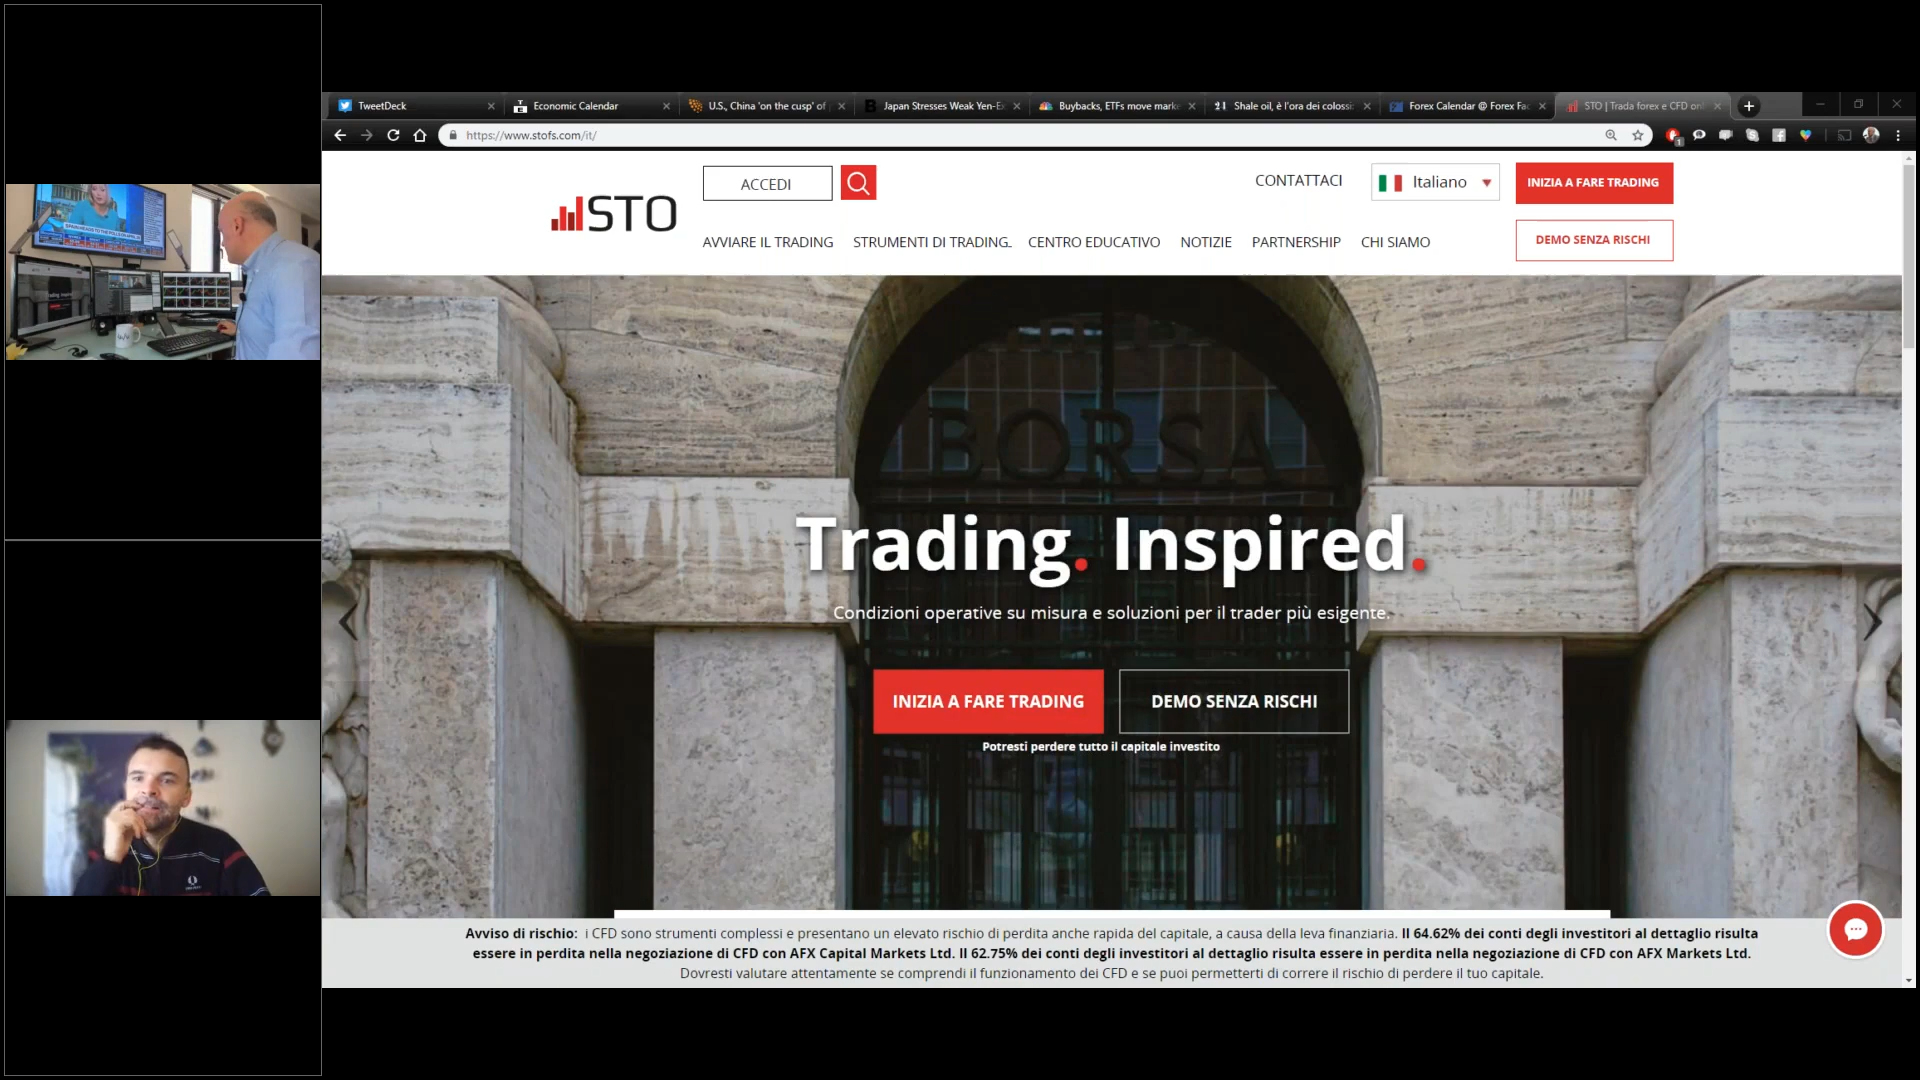 TweetDeck
Economic Calendar
U.S., China 'on the cusp' of
Japan Stresses Weak Yen-Ex
Buybacks, ETFs move mark
Shale oil, è l'ora dei colossi
Forex Calendar @ Forex Fac
STO | Trada forex e CFD onl
https://www.stofs.com/it/
ACCEDI
CONTATTACI
Italiano
INIZIA A FARE TRADING
STO
AVVIARE IL TRADING
STRUMENTI DI TRADING.
CENTRO EDUCATIVO
NOTIZIE
PARTNERSHIP
CHI SIAMO
DEMO SENZA RISCHI
BORSA
Trading. Inspired.
Condizioni operative su misura e soluzioni per il trader più esigente.
INIZIA A FARE TRADING
DEMO SENZA RISCHI
Potresti perdere tutto il capitale investito
Avviso di rischio: i CFD sono strumenti complessi e presentano un elevato rischio di perdita anche rapida del capitale, a causa della leva finanziaria. Il 64.62% dei conti degli investitori al dettaglio risulta
essere in perdita nella negoziazione di CFD con AFX Capital Markets Ltd. Il 62.75% dei conti degli investitori al dettaglio risulta essere in perdita nella negoziazione di CFD con AFX Markets Ltd.
Dovresti valutare attentamente se comprendi il funzionamento dei CFD e se puoi permetterti di correre il rischio di perdere il tuo capitale.